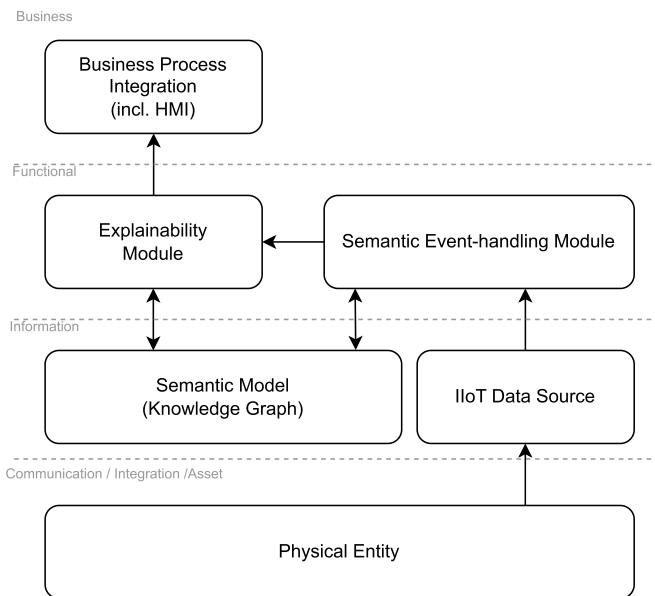 Business
Business Process
Integration
(incl. HMI)
Functional
Explainability
Module
Semantic Event-handling Module
Information
Semantic Model
(Knowledge Graph)
IIoT Data Source
Communication / Integration /Asset
Physical Entity